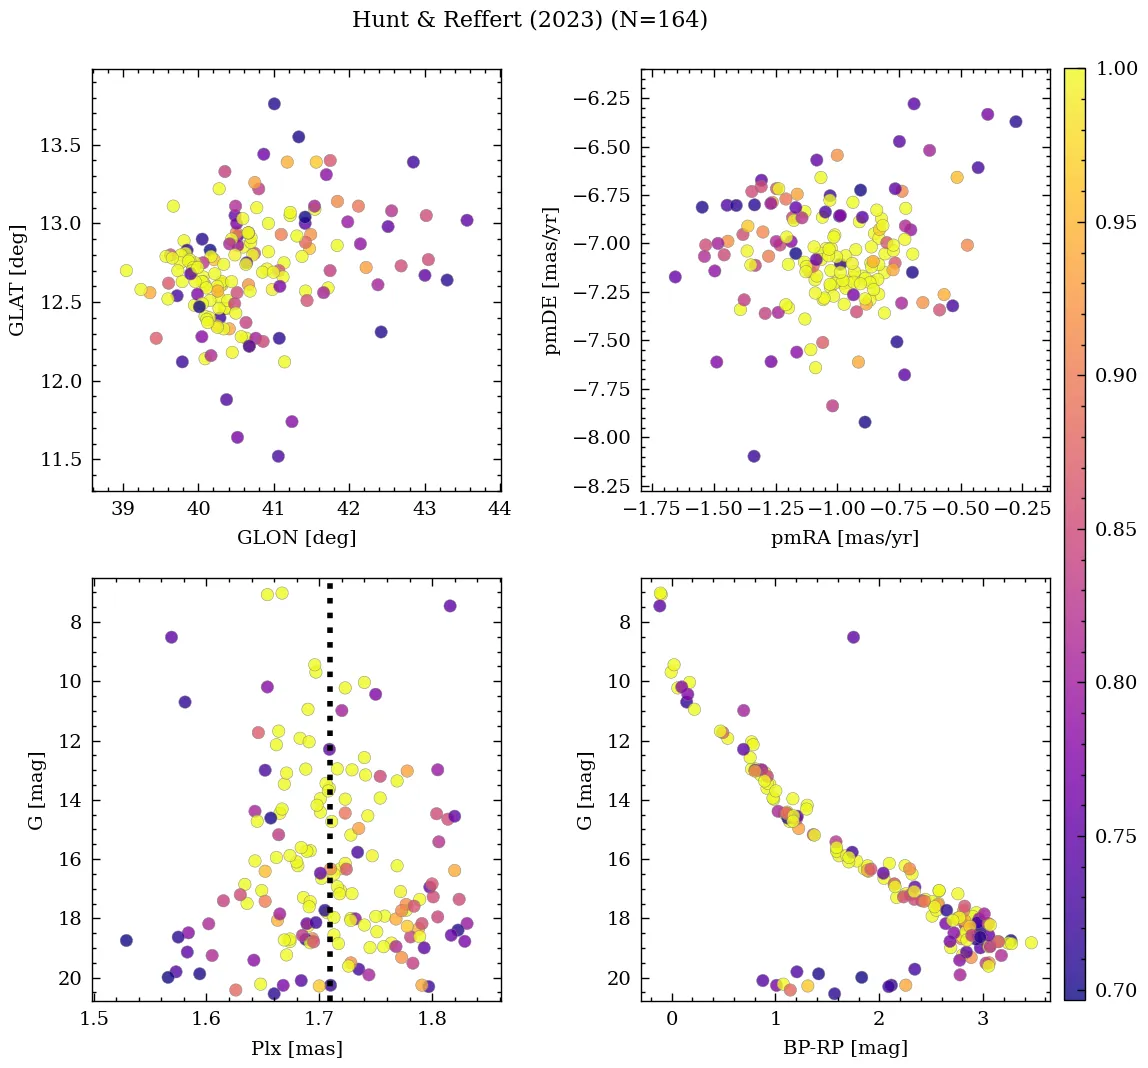 Hunt & Reffert (2023) (N=164)
13.5
13.0
12.5
12.0
11.5
GLAT [deg]
39 40 41 42 43 44
GLON [deg]
−6.25
−6.50
−6.75
−7.00
−7.25
−7.50
−7.75
−8.00
−8.25
pmDE [mas/yr]
−1.75 −1.50 −1.25 −1.00 −0.75 −0.50 −0.25
pmRA [mas/yr]
8
10
12
14
16
18
20
G [mag]
1.5 1.6 1.7 1.8
Plx [mas]
8
10
12
14
16
18
20
G [mag]
0 1 2 3
BP-RP [mag]
1.00
0.95
0.90
0.85
0.80
0.75
0.70